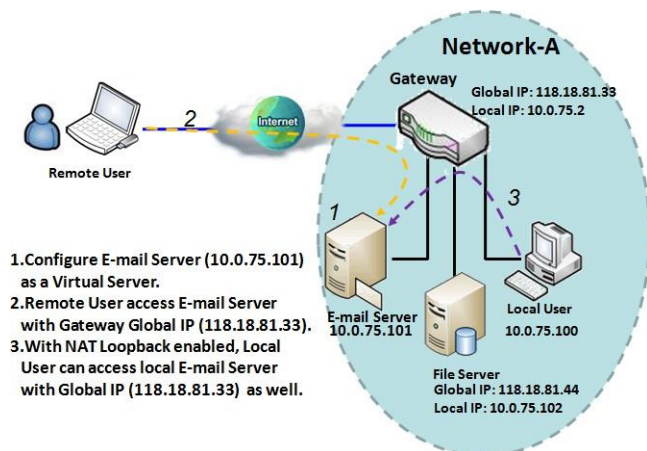 Network-A
Gateway
Global IP: 118.18.81.33
Local IP: 10.0.75.2
2
Internet
Remote User
1
3
1.Configure E-mail Server (10.0.75.101)
as a Virtual Server.
2.Remote User access E-mail Server
with Gateway Global IP (118.18.81.33).
3.With NAT Loopback enabled, Local
User can access local E-mail Server
with Global IP (118.18.81.33) as well.
E-mail Server
10.0.75.101
Local User
10.0.75.100
File Server
Global IP: 118.18.81.44
Local IP: 10.0.75.102